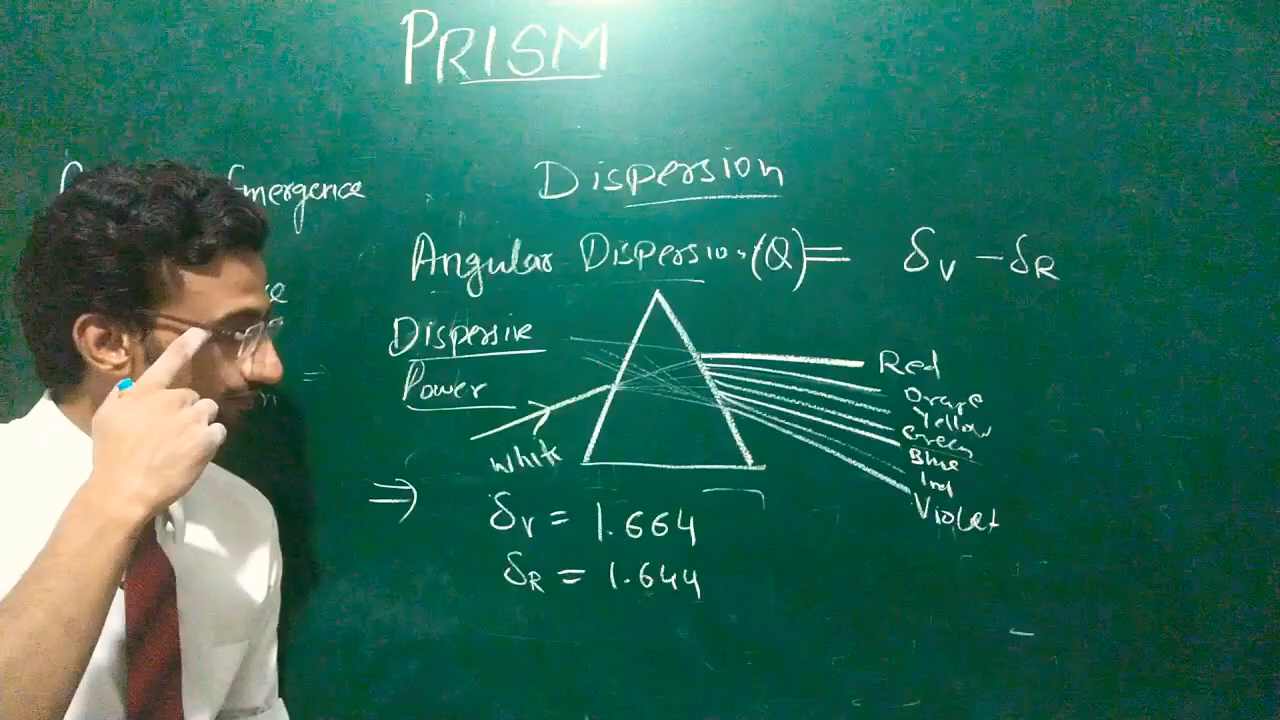 PRISM
Emergence
Dispersion
Angular Dispersion (Q) = δV - δR
Dispersive
Power
White
Red
Orange
Yellow
Green
Blue
Ind
Violet
⇒ δV = 1.664
δR = 1.644